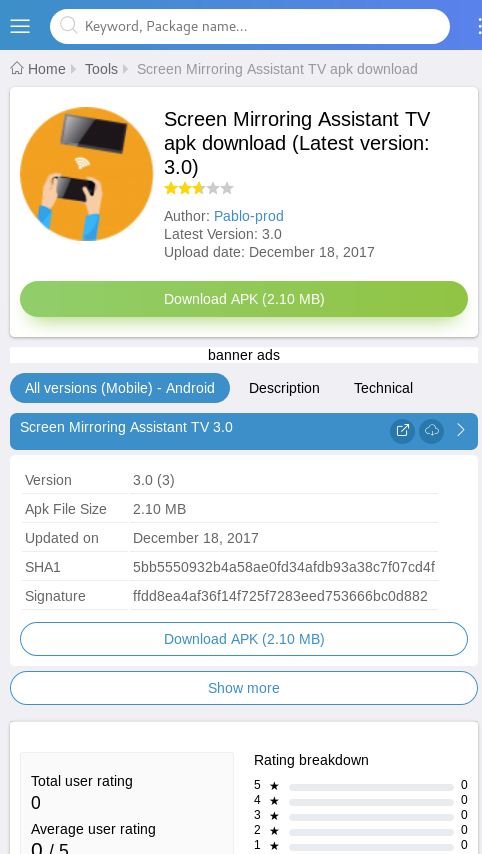 Keyword, Package name...
Home Tools Screen Mirroring Assistant TV apk download
Screen Mirroring Assistant TV
apk download (Latest version:
3.0)
Author: Pablo-prod
Latest Version: 3.0
Upload date: December 18, 2017
Download APK (2.10 MB)
banner ads
All versions (Mobile) - Android Description Technical
Screen Mirroring Assistant TV 3.0
Version 3.0 (3)
Apk File Size 2.10 MB
Updated on December 18, 2017
SHA1 5bb5550932b4a58ae0fd34afdb93a38c7f07cd4f
Signature ffdd8ea4af36f14f725f7283eed753666bc0d882
Download APK (2.10 MB)
Show more
Rating breakdown
Total user rating
0
Average user rating
0 / 5
5 ★ 0
4 ★ 0
3 ★ 0
2 ★ 0
1 ★ 0